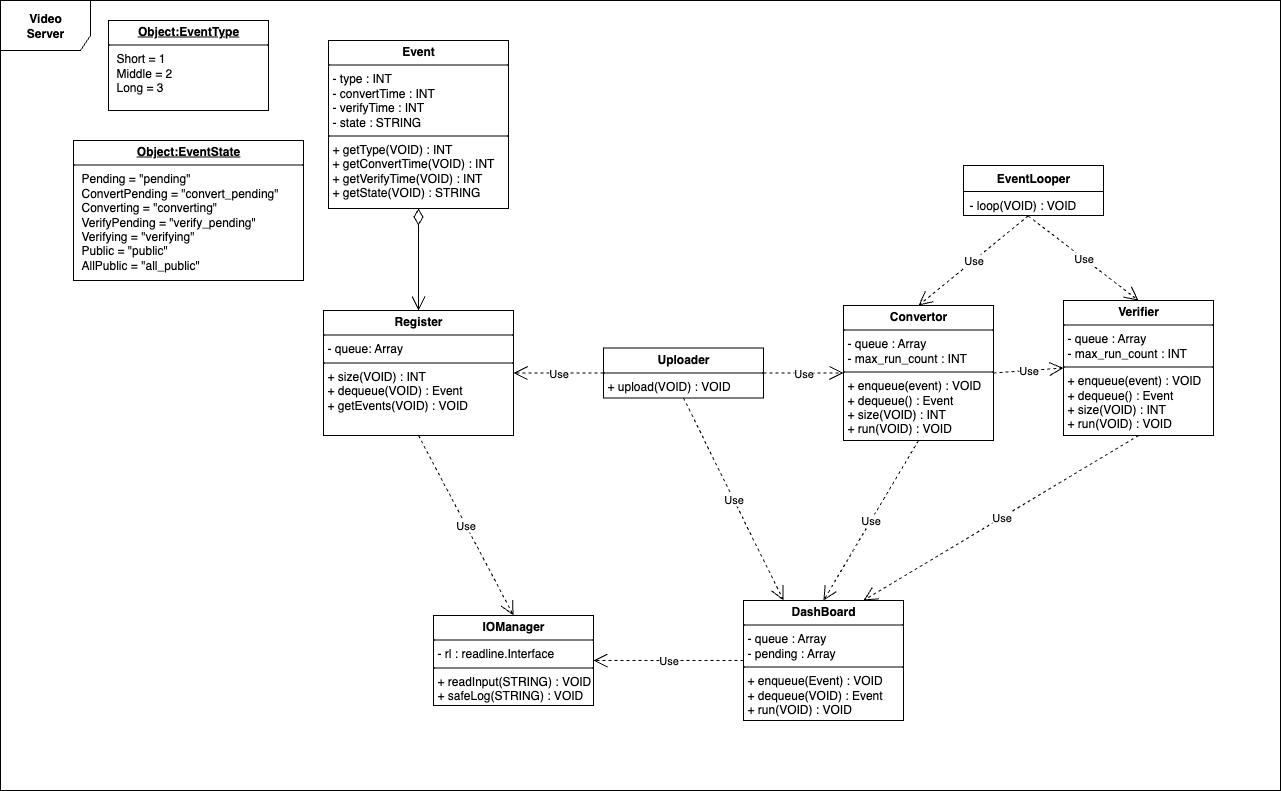 Video
Server
Object:EventType
Short = 1
Middle = 2
Long = 3
Object:EventState
Pending = "pending"
ConvertPending = "convert_pending"
Converting = "converting"
VerifyPending = "verify_pending"
Verifying = "verifying"
Public = "public"
AllPublic = "all_public"
Event
- type : INT
- convertTime : INT
- verifyTime : INT
- state : STRING
+ getType(VOID) : INT
+ getConvertTime(VOID) : INT
+ getVerifyTime(VOID) : INT
+ getState(VOID) : STRING
EventLooper
- loop(VOID) : VOID
Use
Use
Register
- queue: Array
+ size(VOID) : INT
+ dequeue(VOID) : Event
+ getEvents(VOID) : VOID
Use
Uploader
+ upload(VOID) : VOID
Use
Convertor
- queue : Array
- max_run_count : INT
+ enqueue(event) : VOID
+ dequeue() : Event
+ size(VOID) : INT
+ run(VOID) : VOID
Use
Verifier
- queue : Array
- max_run_count : INT
+ enqueue(event) : VOID
+ dequeue() : Event
+ size(VOID) : INT
+ run(VOID) : VOID
Use
Use
Use
Use
IOManager
- rl : readline.Interface
+ readInput(STRING) : VOID
+ safeLog(STRING) : VOID
Use
DashBoard
- queue : Array
- pending : Array
+ enqueue(Event) : VOID
+ dequeue(VOID) : Event
+ run(VOID) : VOID